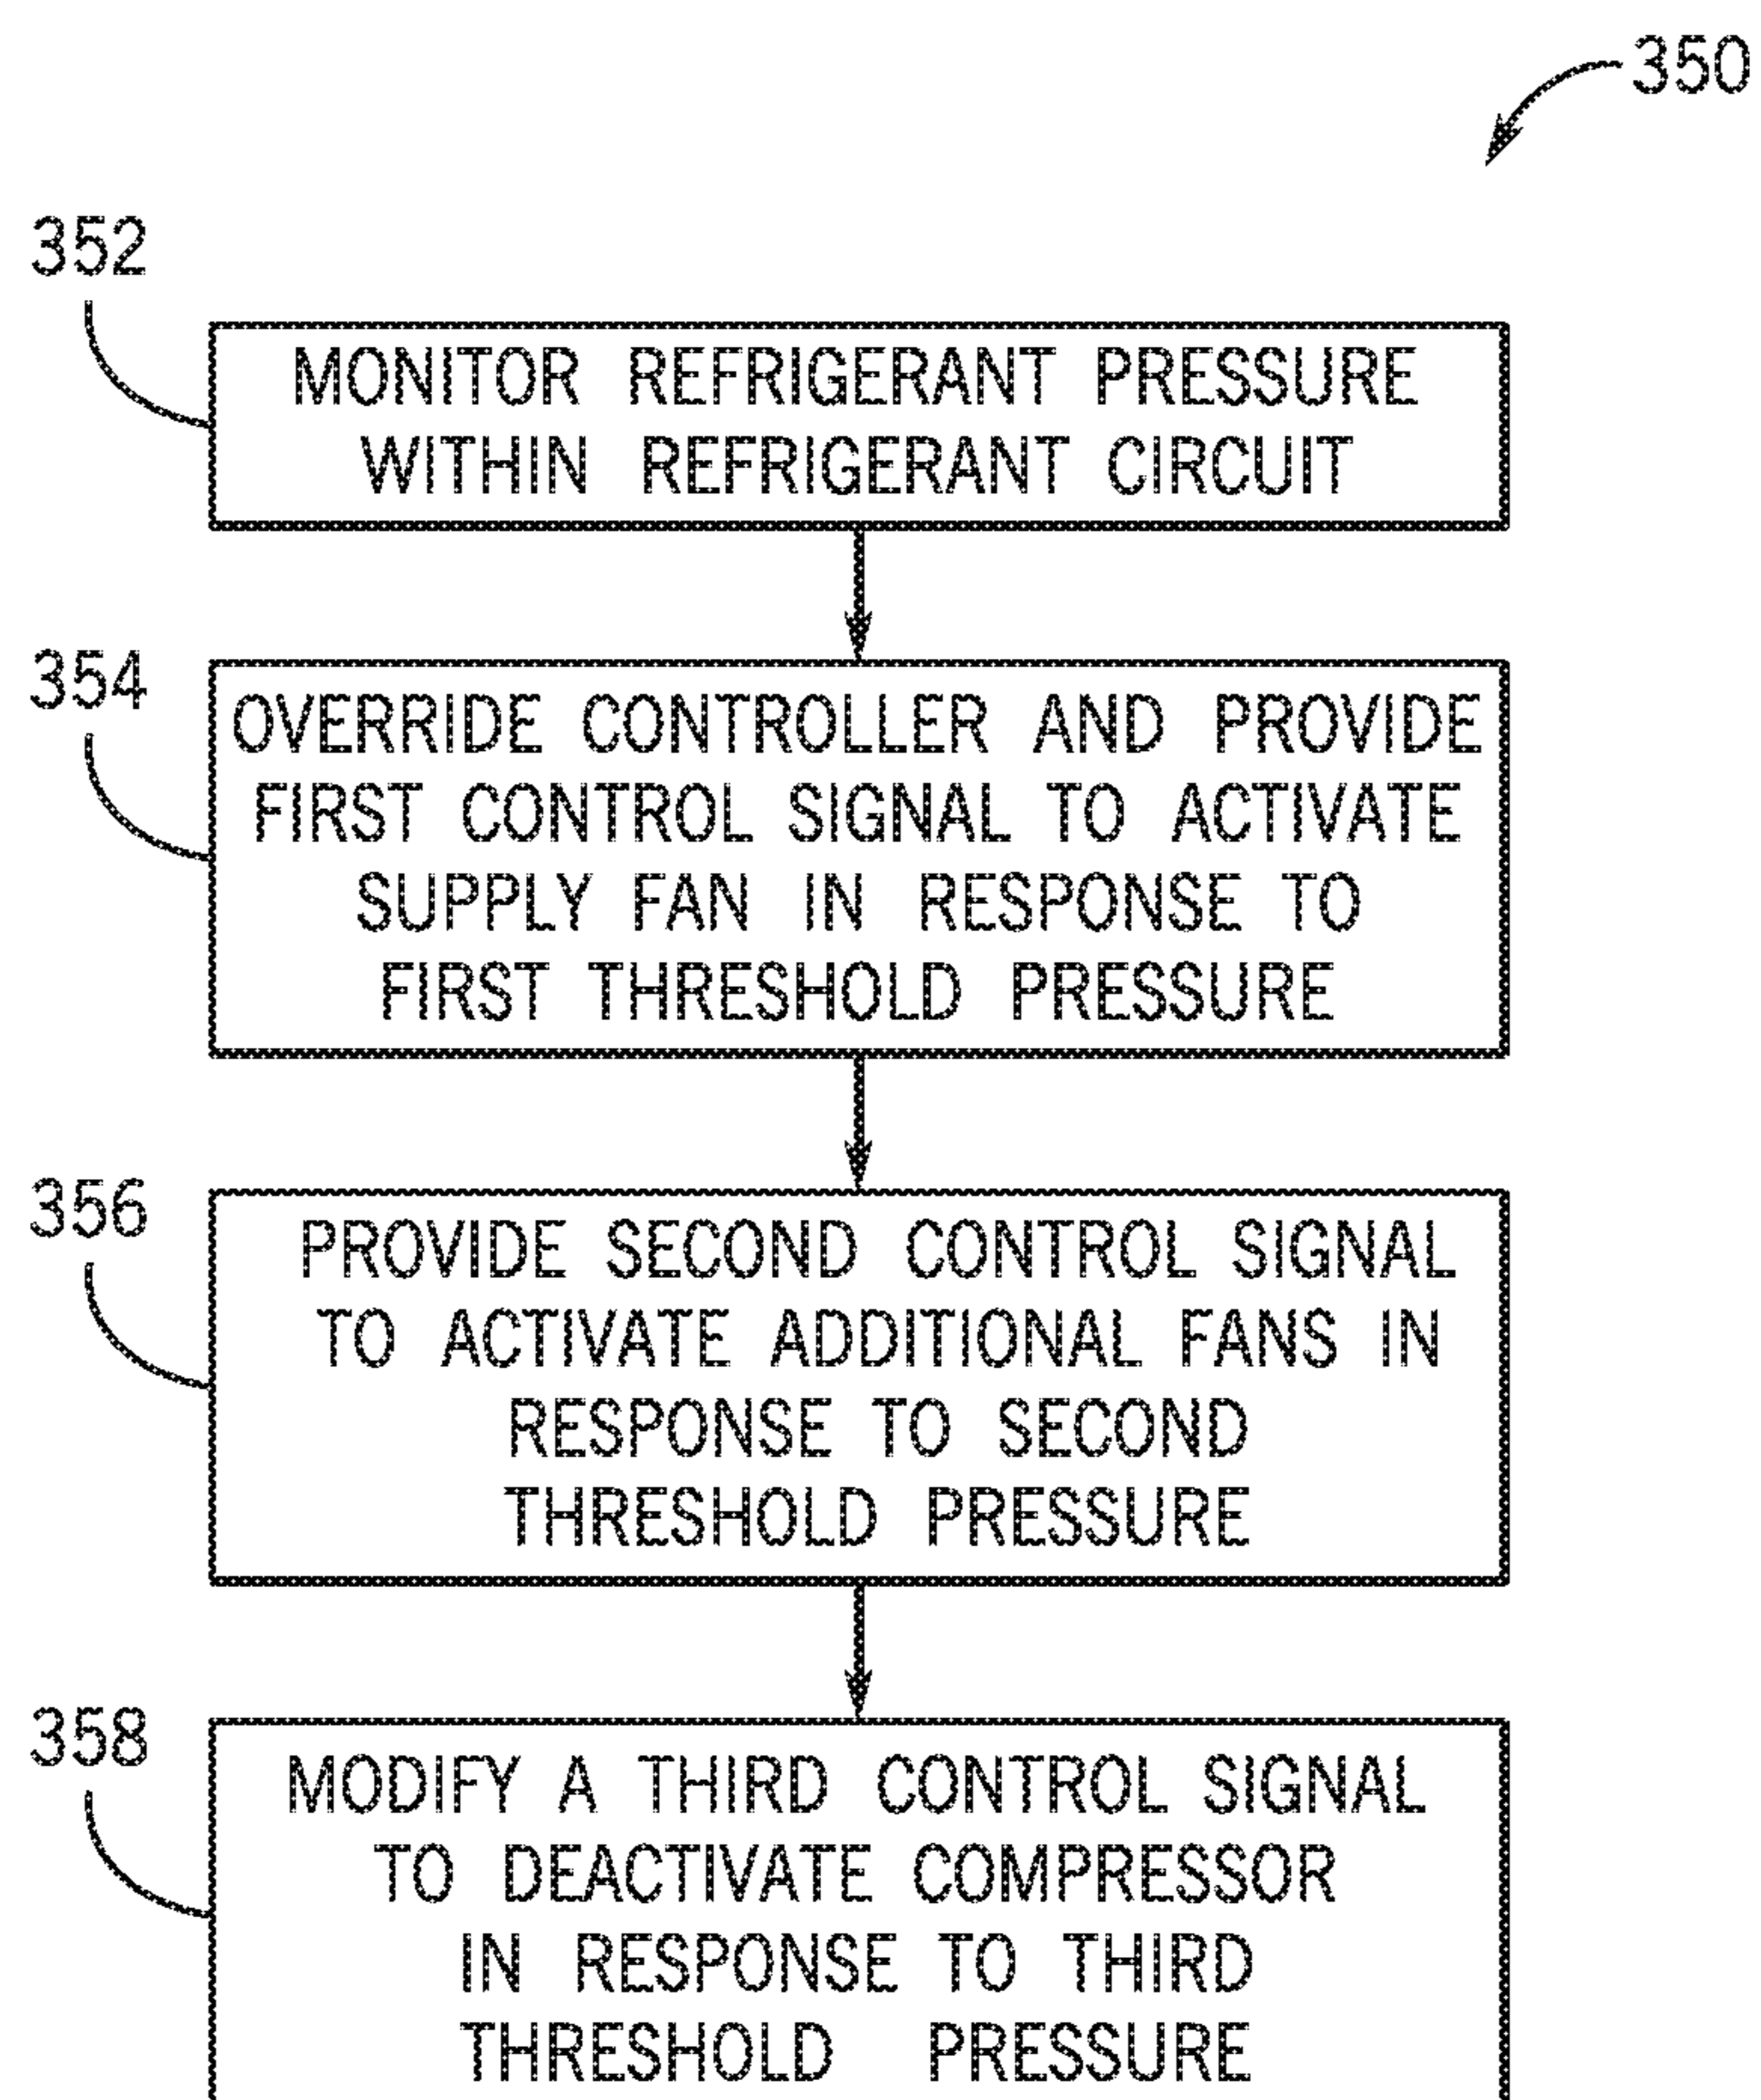 350
352
MONITOR REFRIGERANT PRESSURE
WITHIN REFRIGERANT CIRCUIT
354
OVERRIDE CONTROLLER AND PROVIDE
FIRST CONTROL SIGNAL TO ACTIVATE
SUPPLY FAN IN RESPONSE TO
FIRST THRESHOLD PRESSURE
356
PROVIDE SECOND CONTROL SIGNAL
TO ACTIVATE ADDITIONAL FANS IN
RESPONSE TO SECOND
THRESHOLD PRESSURE
358
MODIFY A THIRD CONTROL SIGNAL
TO DEACTIVATE COMPRESSOR
IN RESPONSE TO THIRD
THRESHOLD PRESSURE